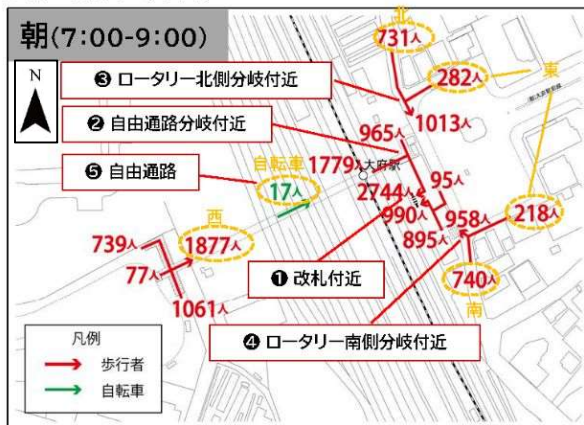 朝(7:00-9:00)
北
731人
N
❸ ロータリー北側分岐付近
282人
東
❷ 自由通路分岐付近
1013人
965人
❺ 自由通路
自転車
1779人
大府駅
17人
2744人
95人
990人
958人
218人
西
739人
1877人
895人
77人
❶ 改札付近
740人
1061人
南
❹ ロータリー南側分岐付近
凡例
歩行者
自転車